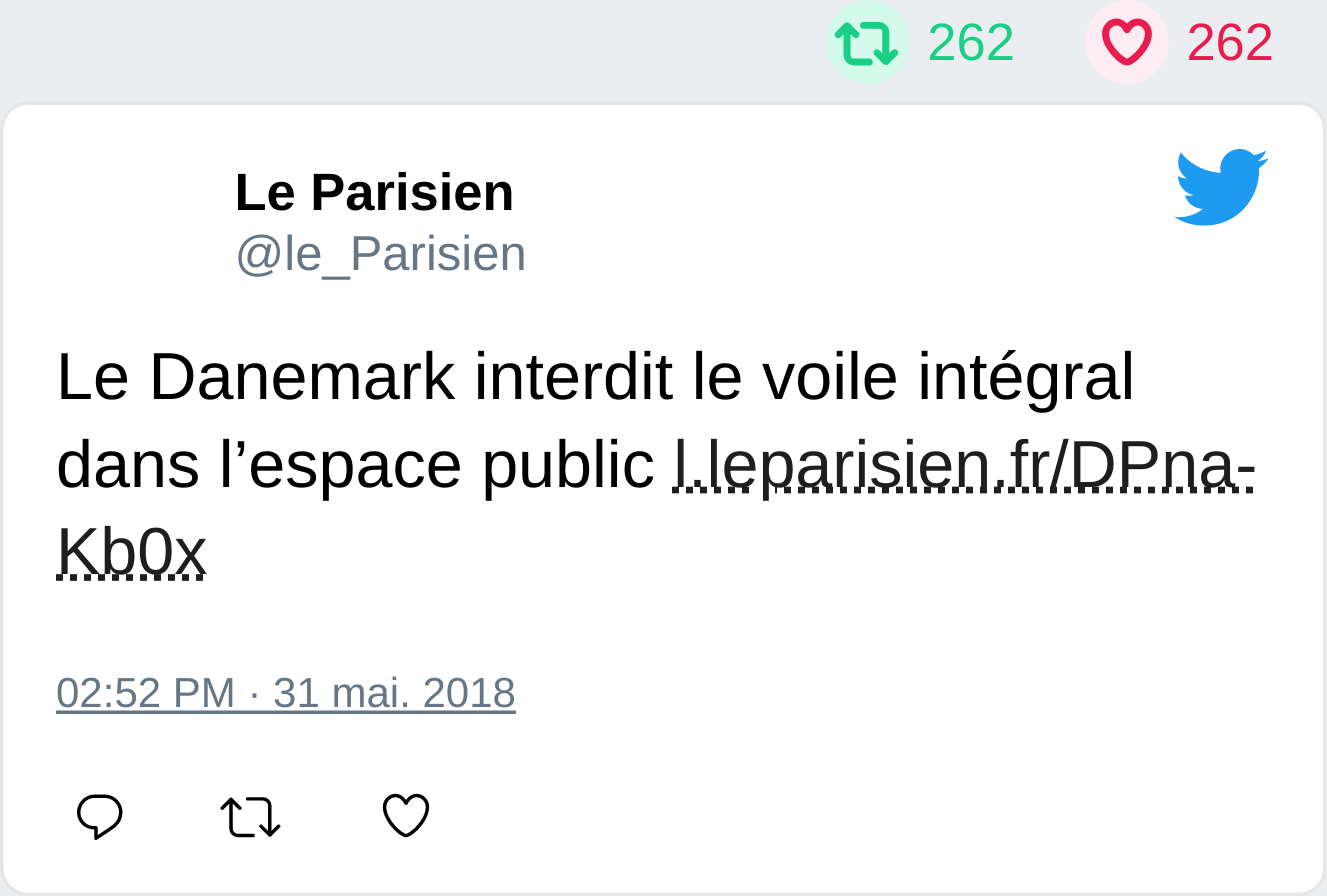 262 262
Le Parisien
@le_Parisien
Le Danemark interdit le voile intégral
dans l’espace public l.leparisien.fr/DPna-
Kb0x
02:52 PM · 31 mai. 2018